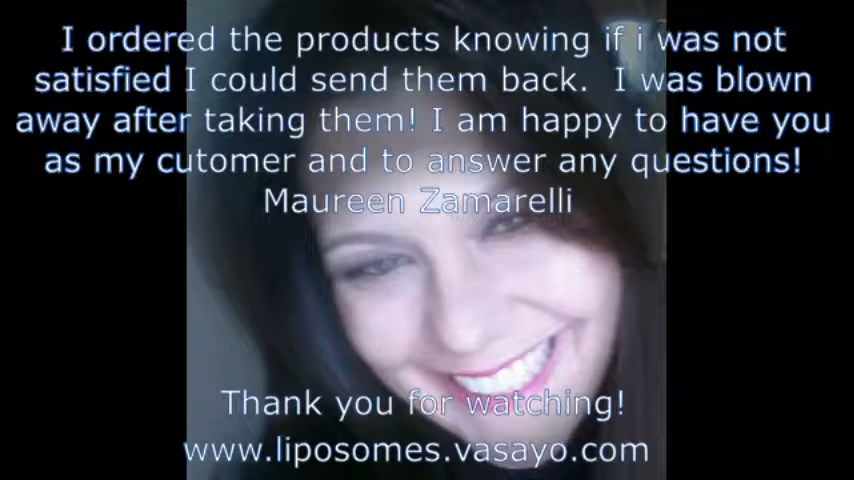 I ordered the products knowing if i was not
satisfied I could send them back.  I was blown
away after taking them! I am happy to have you
as my cutomer and to answer any questions!
Maureen Zamarelli
Thank you for watching!
www.liposomes.vasayo.com